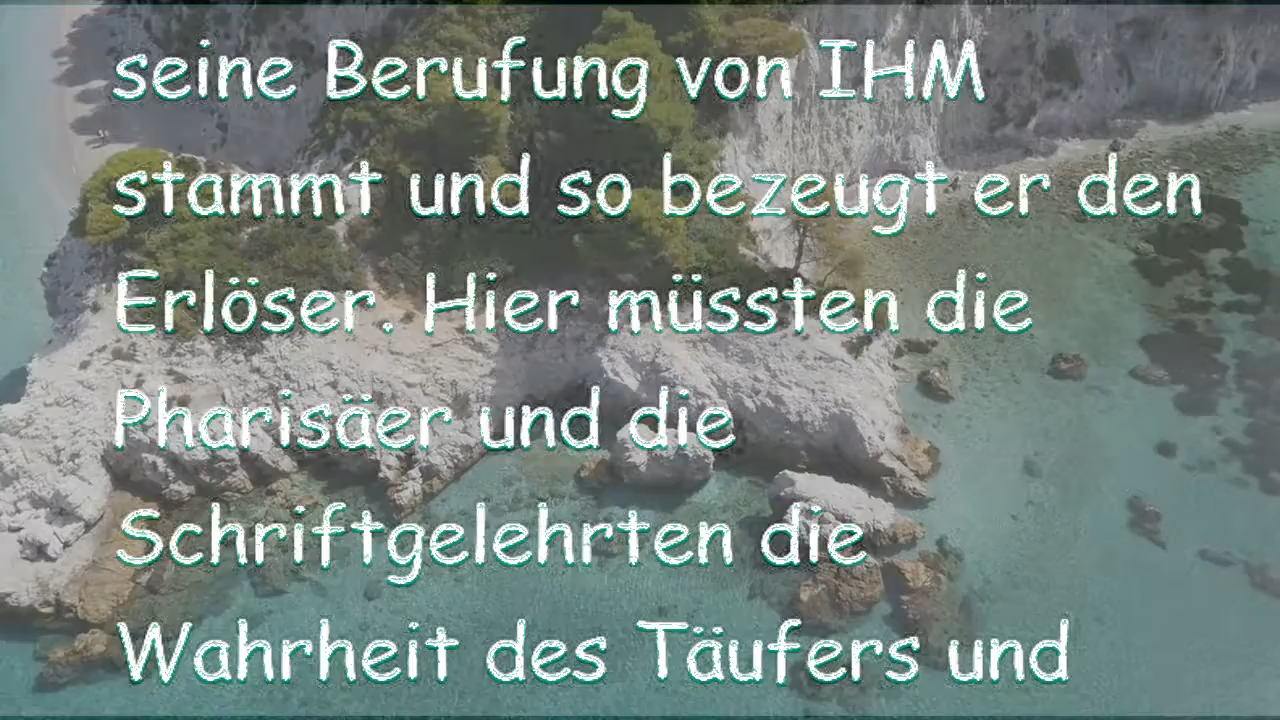 seine Berufung von IHM
stammt und so bezeugt er den
Erlöser. Hier müssten die
Pharisäer und die
Schriftgelehrten die
Wahrheit des Täufers und